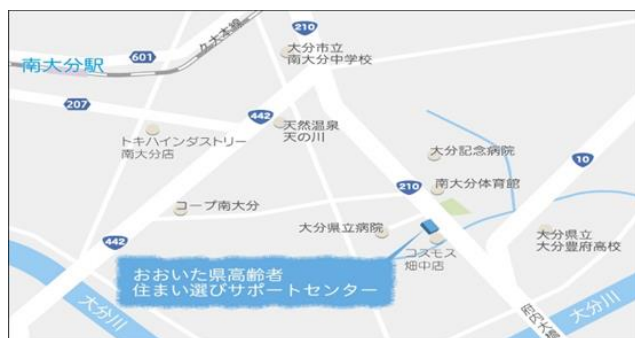 210
久大本線
601
大分市立
南大分中学校
南大分駅
207
442
天然温泉
天の川
トキハインダストリー
南大分店
大分記念病院
10
210
南大分体育館
コープ南大分
大分県立病院
大分県立
大分豊府高校
442
コスモス
畑中店
おおいた県高齢者
住まい選びサポートセンター
大分川
大分川
府内大橋